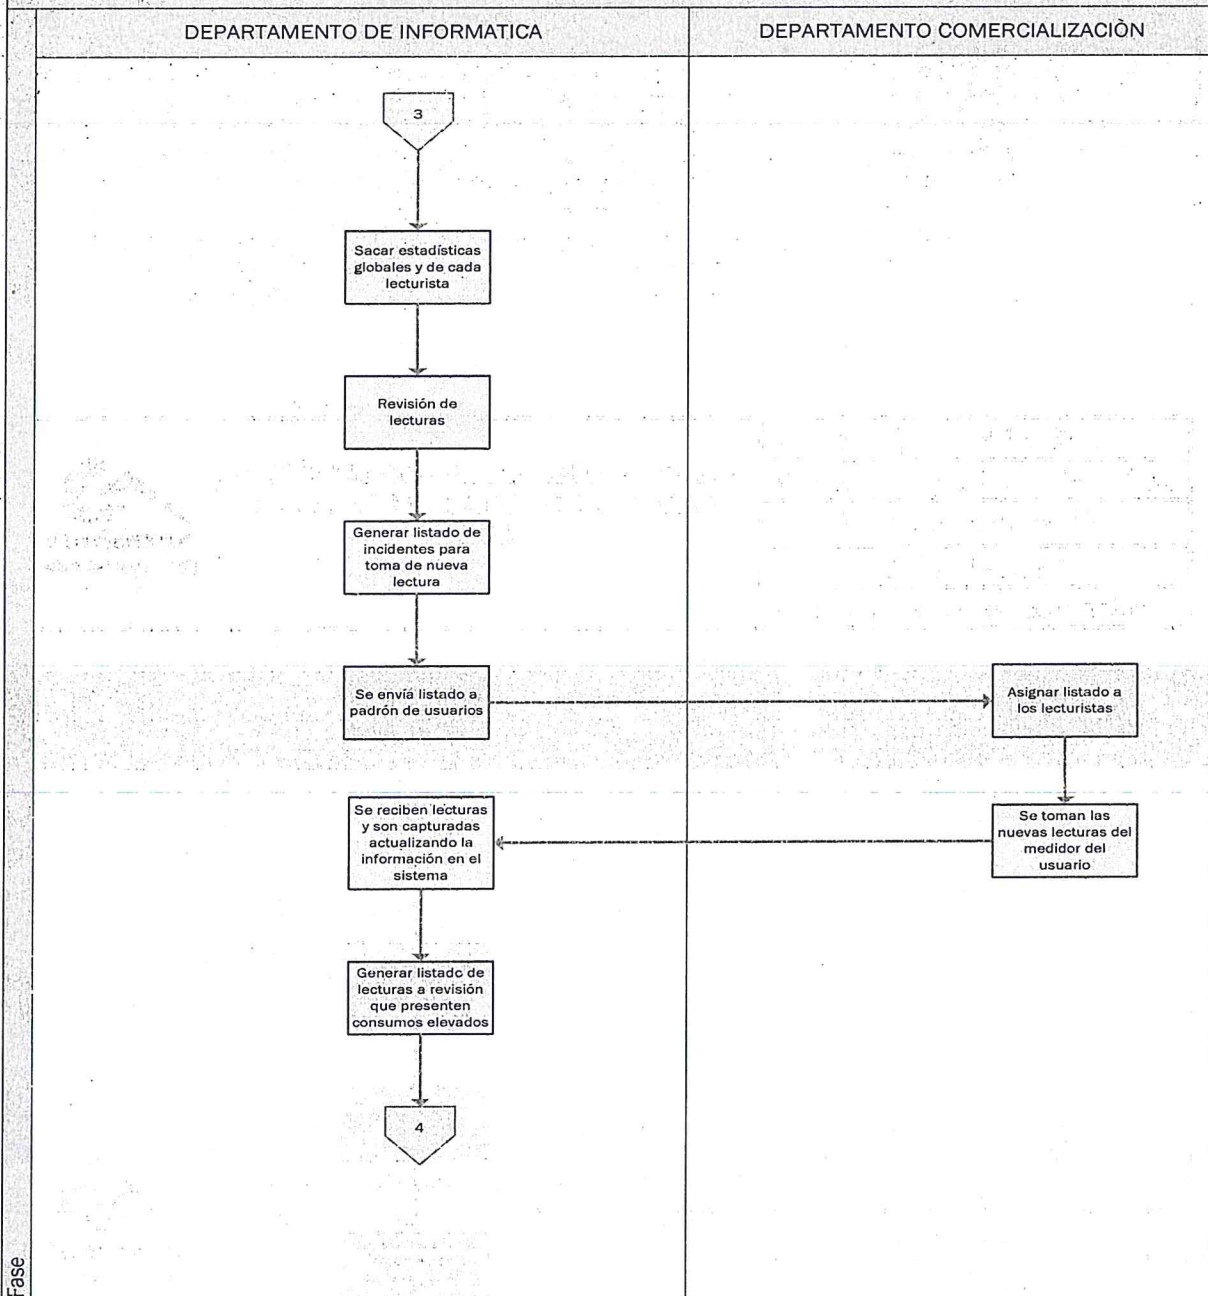 DEPARTAMENTO DE INFORMATICA
DEPARTAMENTO COMERCIALIZACIÒN
3
Sacar estadísticas
globales y de cada
lecturista
Revisión de
lecturas
Generar listado de
incidentes para
toma de nueva
lectura
Se envía listado a
padrón de usuarios
Asignar listado a
los lecturistas
Se toman las
nuevas lecturas del
medidor del
usuario
Se reciben lecturas
y son capturadas
actualizando la
información en el
sistema
Generar listado de
lecturas a revisión
que presenten
consumos elevados
4
Fase